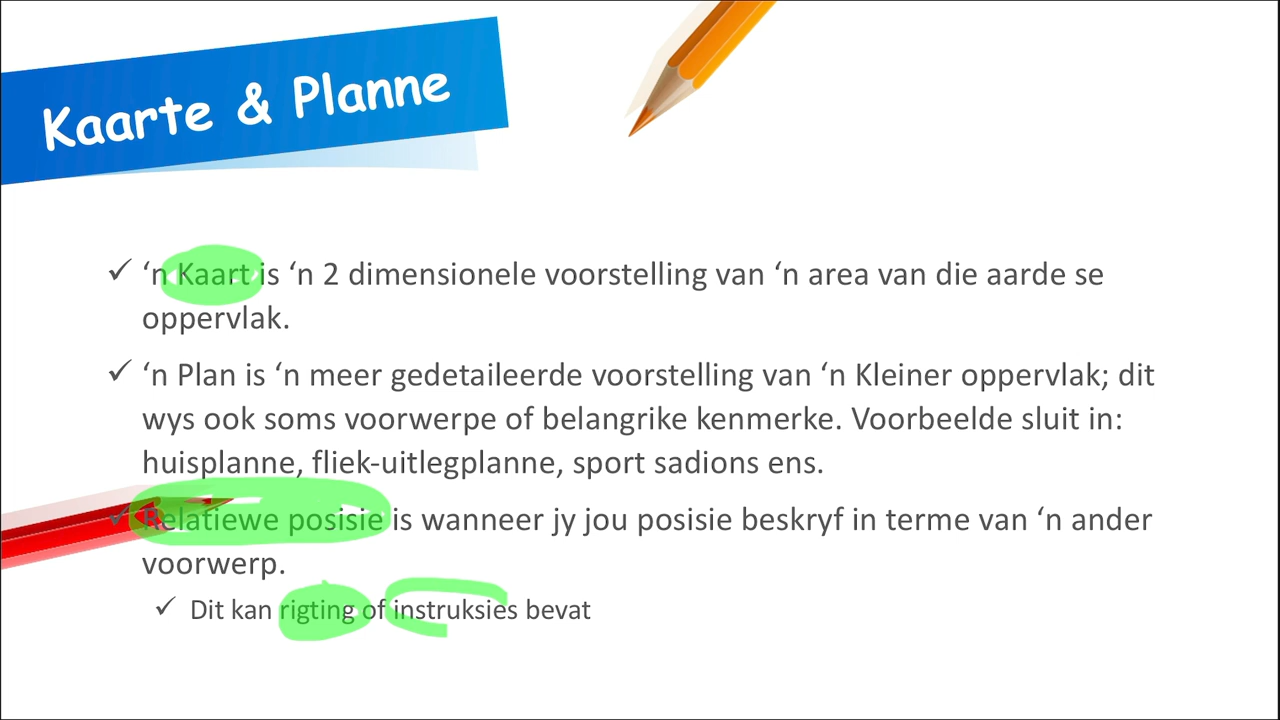 Kaarte & Planne
‘n Kaart is ‘n 2 dimensionele voorstelling van ‘n area van die aarde se
oppervlak.
‘n Plan is ‘n meer gedetaileerde voorstelling van ‘n Kleiner oppervlak; dit
wys ook soms voorwerpe of belangrike kenmerke. Voorbeelde sluit in:
huisplanne, fliek-uitlegplanne, sport sadions ens.
Relatiewe posisie is wanneer jy jou posisie beskryf in terme van ‘n ander
voorwerp.
Dit kan rigting of instruksies bevat